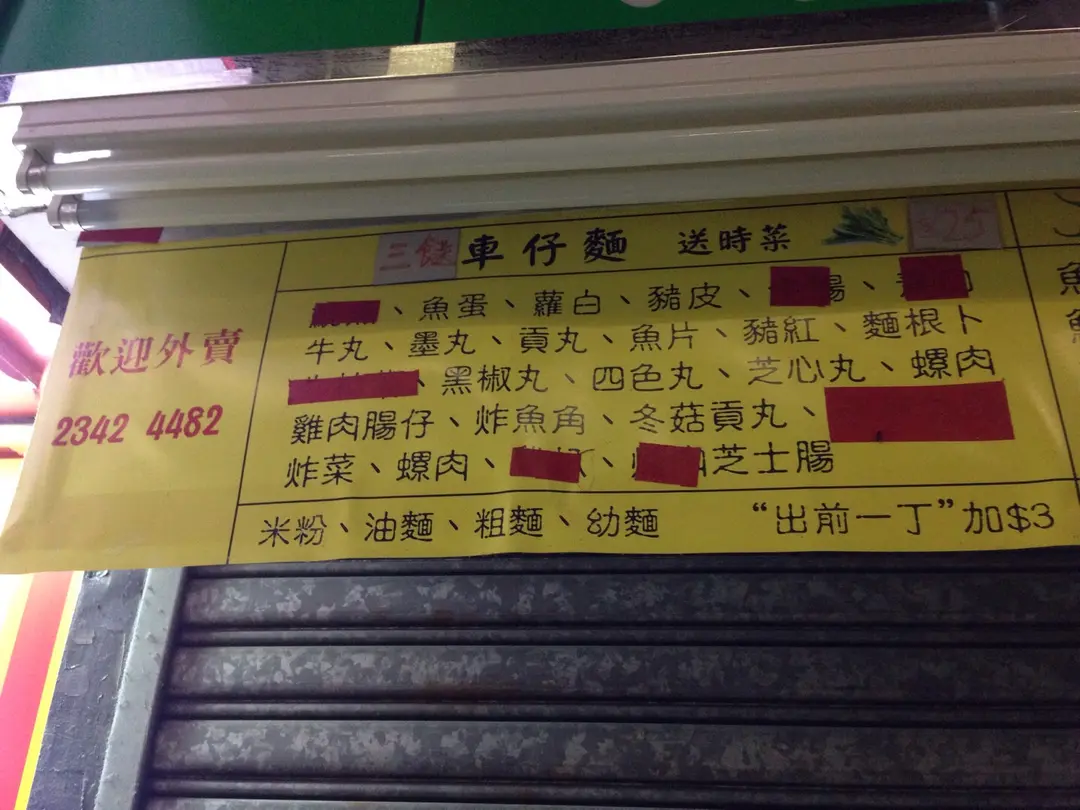 三餸車仔麵 送時菜 $25
歡迎外賣
2342 4482
、魚蛋、蘿白、豬皮、腸、
牛丸、墨丸、貢丸、魚片、豬紅、麵根卜
、黑椒丸、四色丸、芝心丸、螺肉
雞肉腸仔、炸魚角、冬菇貢丸、
炸菜、螺肉、、芝士腸
米粉、油麵、粗麵、幼麵 “出前一丁”加$3